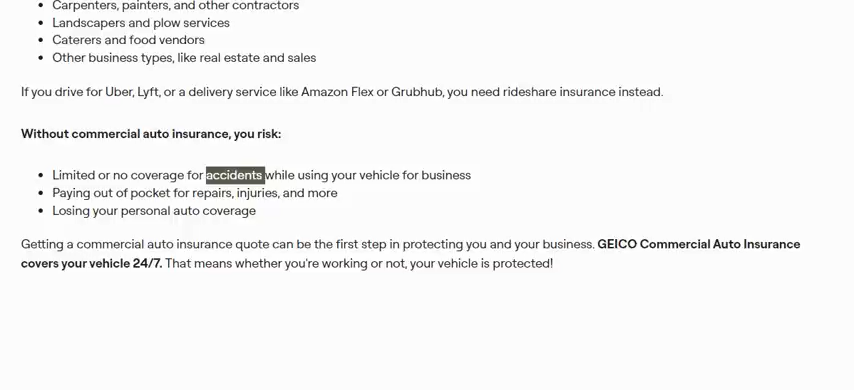 Carpenters, painters, and other contractors
Landscapers and plow services
Caterers and food vendors
Other business types, like real estate and sales
If you drive for Uber, Lyft, or a delivery service like Amazon Flex or Grubhub, you need rideshare insurance instead.
Without commercial auto insurance, you risk:
Limited or no coverage for accidents while using your vehicle for business
Paying out of pocket for repairs, injuries, and more
Losing your personal auto coverage
Getting a commercial auto insurance quote can be the first step in protecting you and your business. GEICO Commercial Auto Insurance
covers your vehicle 24/7. That means whether you're working or not, your vehicle is protected!